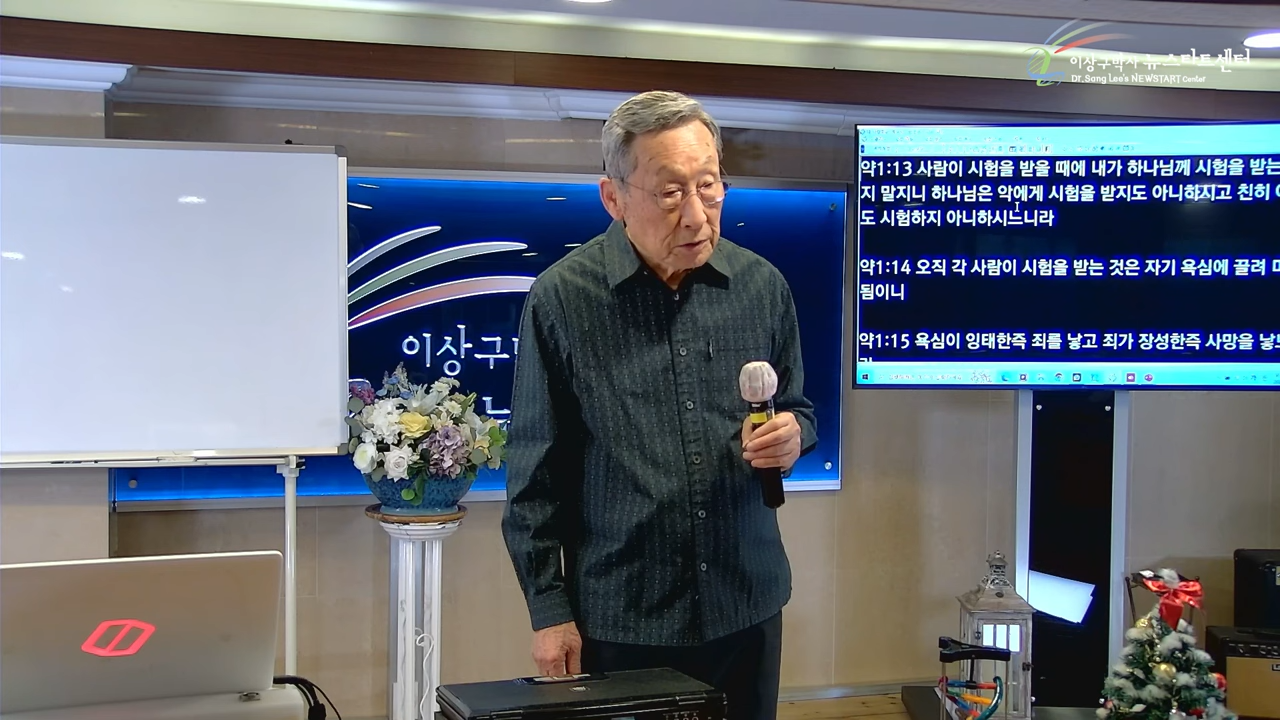 이상구박사 뉴스타트센터
Dr. Sang Lee's NEWSTART Center
약1:13 사람이 시험을 받을 때에 내가 하나님께 시험을 받는
지 말지니 하나님은 악에게 시험을 받지도 아니하시고 친히
도 시험하지 아니하시느니라
약1:14 오직 각 사람이 시험을 받는 것은 자기 욕심에 끌려
됨이니
약1:15 욕심이 잉태한즉 죄를 낳고 죄가 장성한즉 사망을
이상구